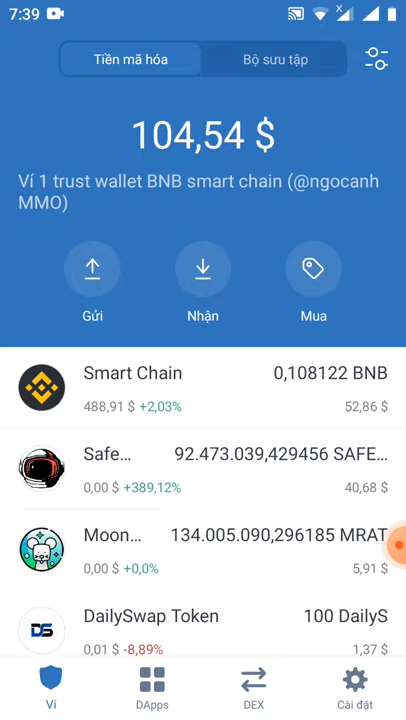 7:39
Tiền mã hóa
Bộ sưu tập
104,54 $
Ví 1 trust wallet BNB smart chain (@ngocanh
MMO)
Gửi
Nhận
Mua
Smart Chain 0,108122 BNB
488,91 $ +2,03% 52,86 $
Safe... 92.473.039,429456 SAFE...
0,00 $ +389,12% 40,68 $
Moon... 134.005.090,296185 MRAT
0,00 $ +0,0% 5,91 $
DS
DailySwap Token 100 DailyS
0,01 $ -8,89% 1,37 $
Ví
DApps
DEX
Cài đặt